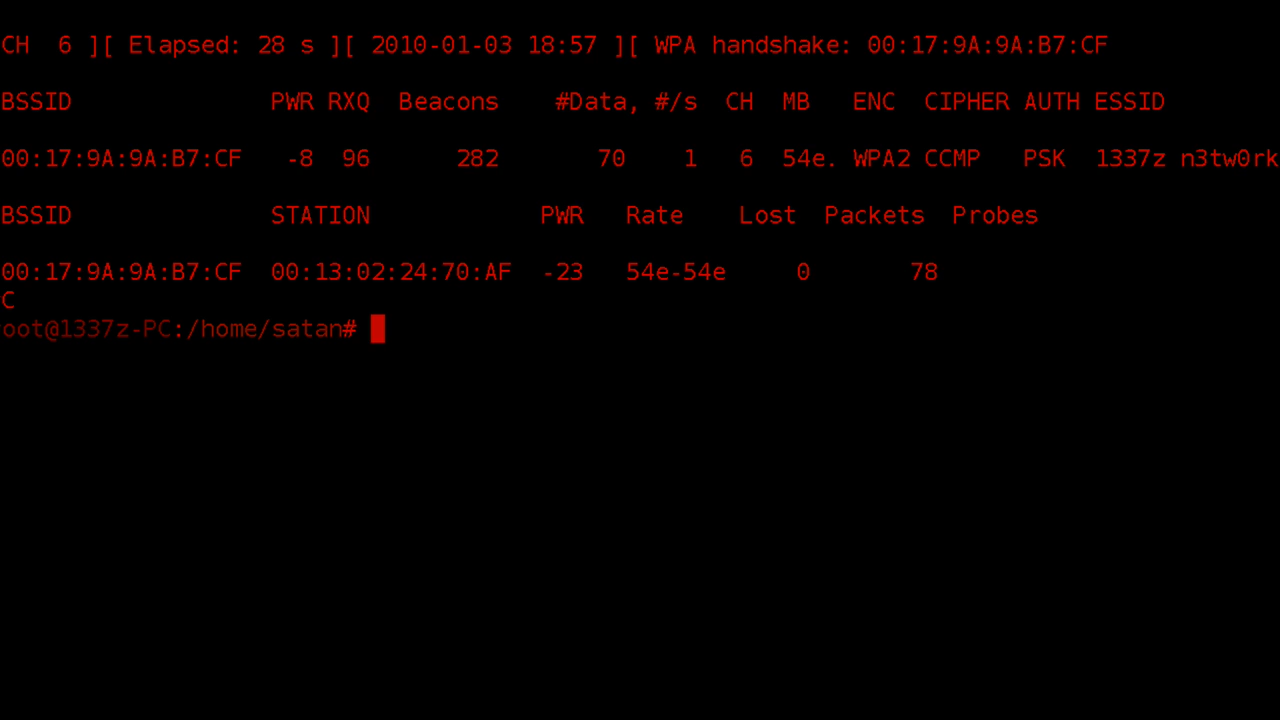 CH  6 ][ Elapsed: 28 s ][ 2010-01-03 18:57 ][ WPA handshake: 00:17:9A:9A:B7:CF
BSSID              PWR RXQ  Beacons    #Data, #/s  CH  MB   ENC  CIPHER AUTH ESSID
00:17:9A:9A:B7:CF   -8  96      282      70    1   6  54e. WPA2 CCMP   PSK  1337z n3tw0rk
BSSID              STATION            PWR   Rate    Lost  Packets  Probes
00:17:9A:9A:B7:CF  00:13:02:24:70:AF  -23   54e-54e     0       78
C
oot@1337z-PC:/home/satan#